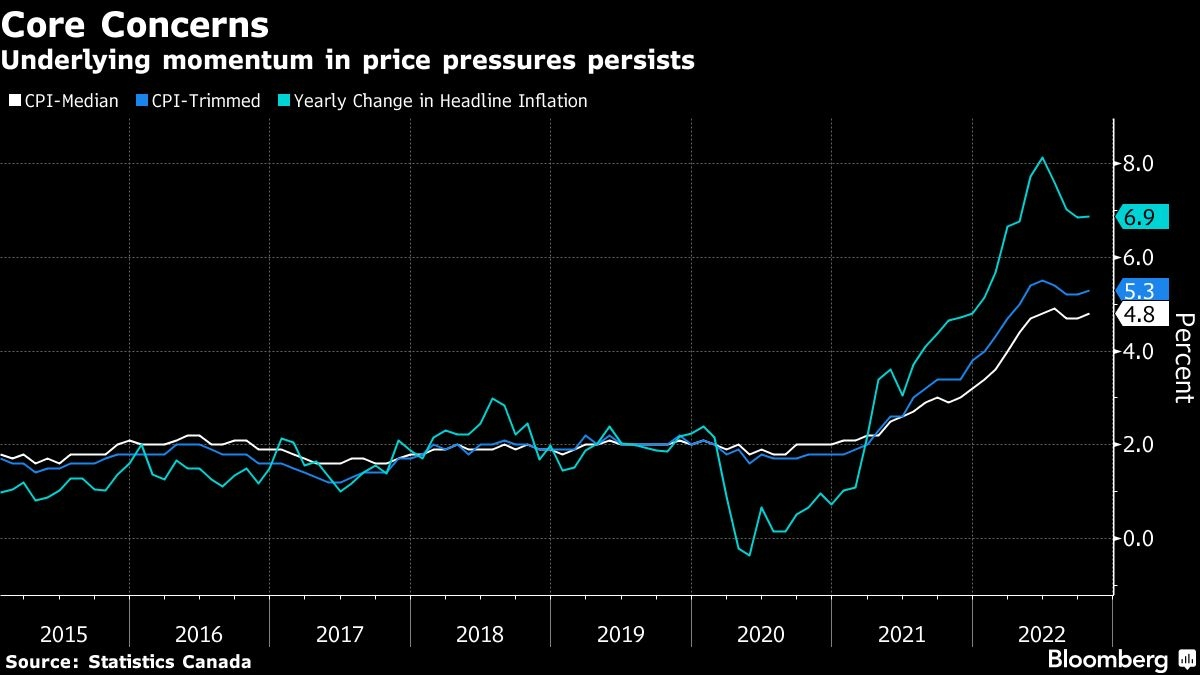 Core Concerns
Underlying momentum in price pressures persists
CPI-Median CPI-Trimmed Yearly Change in Headline Inflation
8.0
6.9
6.0
5.3
4.8
4.0
2.0
0.0
Percent
2015 2016 2017 2018 2019 2020 2021 2022
Source: Statistics Canada
Bloomberg